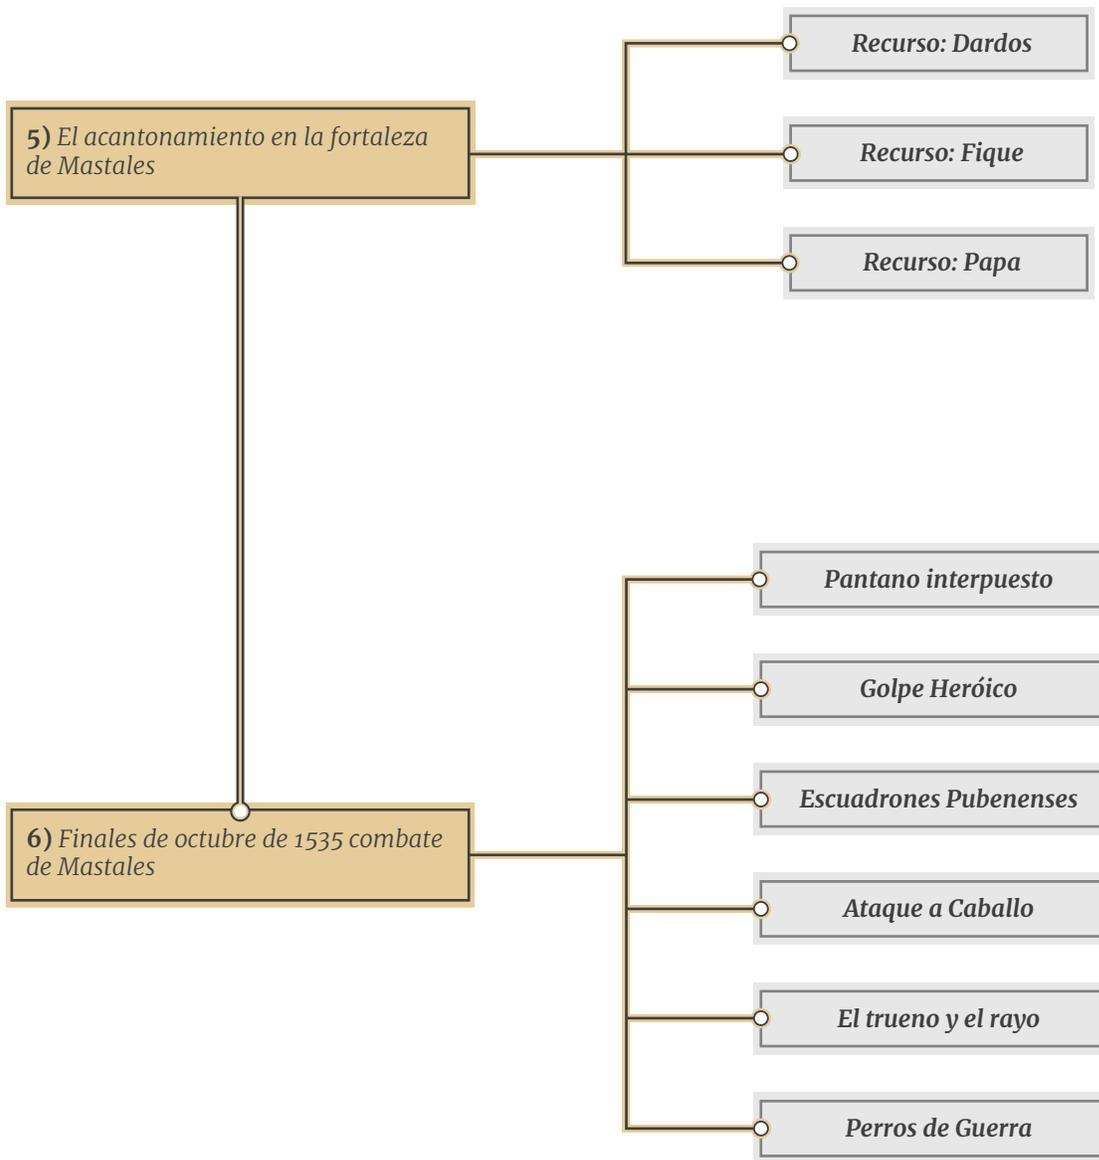 Recurso: Dardos
5) El acantonamiento en la fortaleza
de Mastales
Recurso: Fique
Recurso: Papa
Pantano interpuesto
Golpe Heróico
Escuadrones Pubenenses
6) Finales de octubre de 1535 combate
de Mastales
Ataque a Caballo
El trueno y el rayo
Perros de Guerra